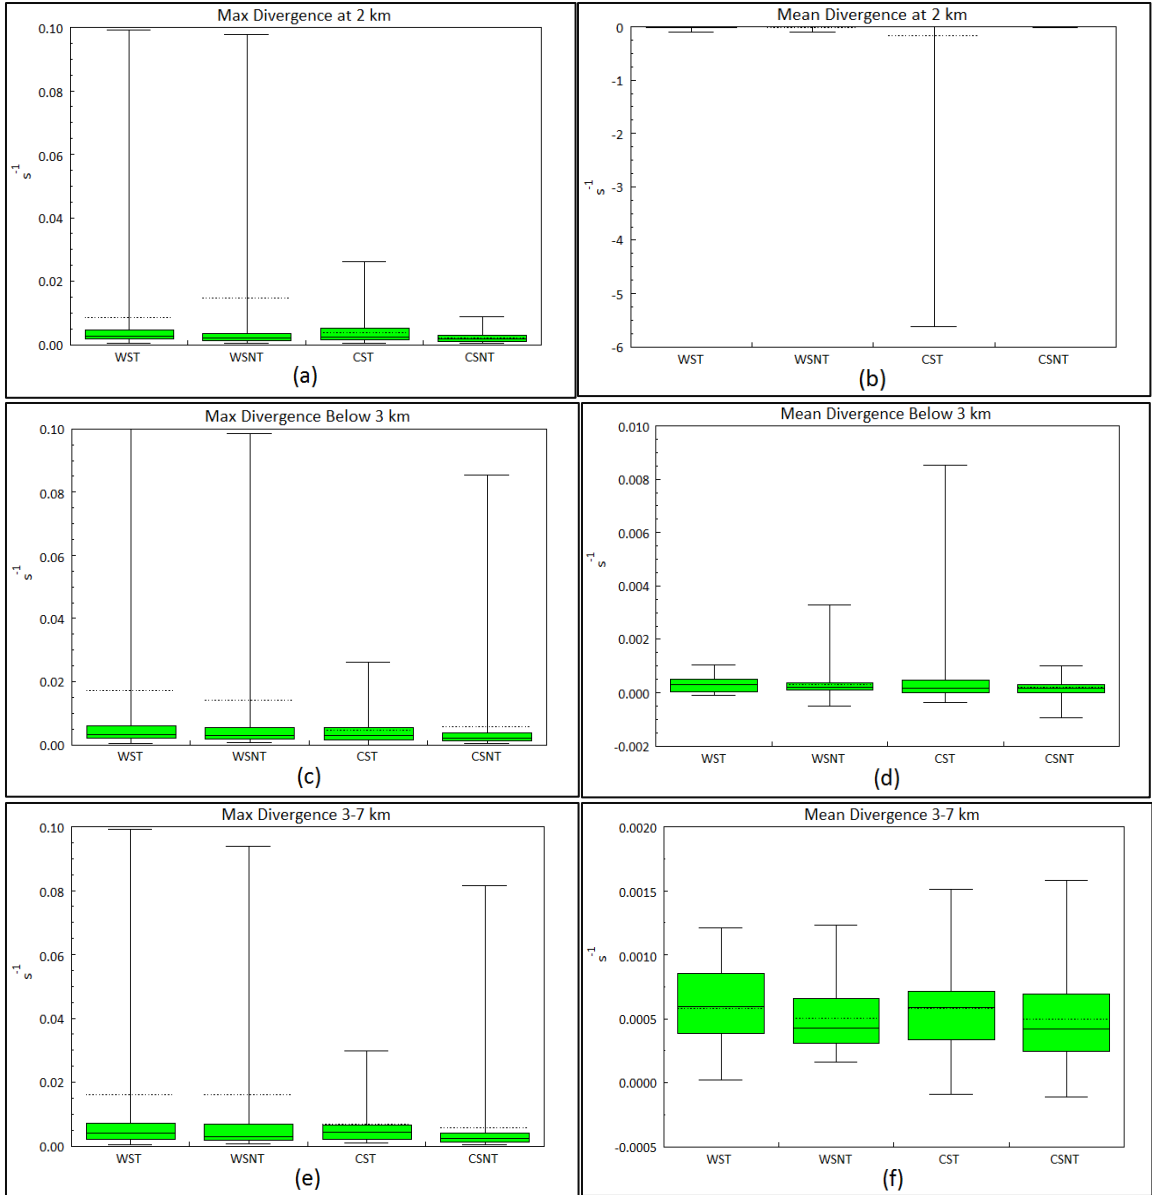 Max Divergence at 2 km
0.10
0.08
0.06
0.04
0.02
0.00
s⁻¹
WST WSNT CST CSNT
(a)
Mean Divergence at 2 km
0
-1
-2
-3
-4
-5
-6
s⁻¹
WST WSNT CST CSNT
(b)
Max Divergence Below 3 km
0.10
0.08
0.06
0.04
0.02
0.00
s⁻¹
WST WSNT CST CSNT
(c)
Mean Divergence Below 3 km
0.010
0.008
0.006
0.004
0.002
0.000
-0.002
s⁻¹
WST WSNT CST CSNT
(d)
Max Divergence 3-7 km
0.10
0.08
0.06
0.04
0.02
0.00
s⁻¹
WST WSNT CST CSNT
(e)
Mean Divergence 3-7 km
0.0020
0.0015
0.0010
0.0005
0.0000
-0.0005
s⁻¹
WST WSNT CST CSNT
(f)